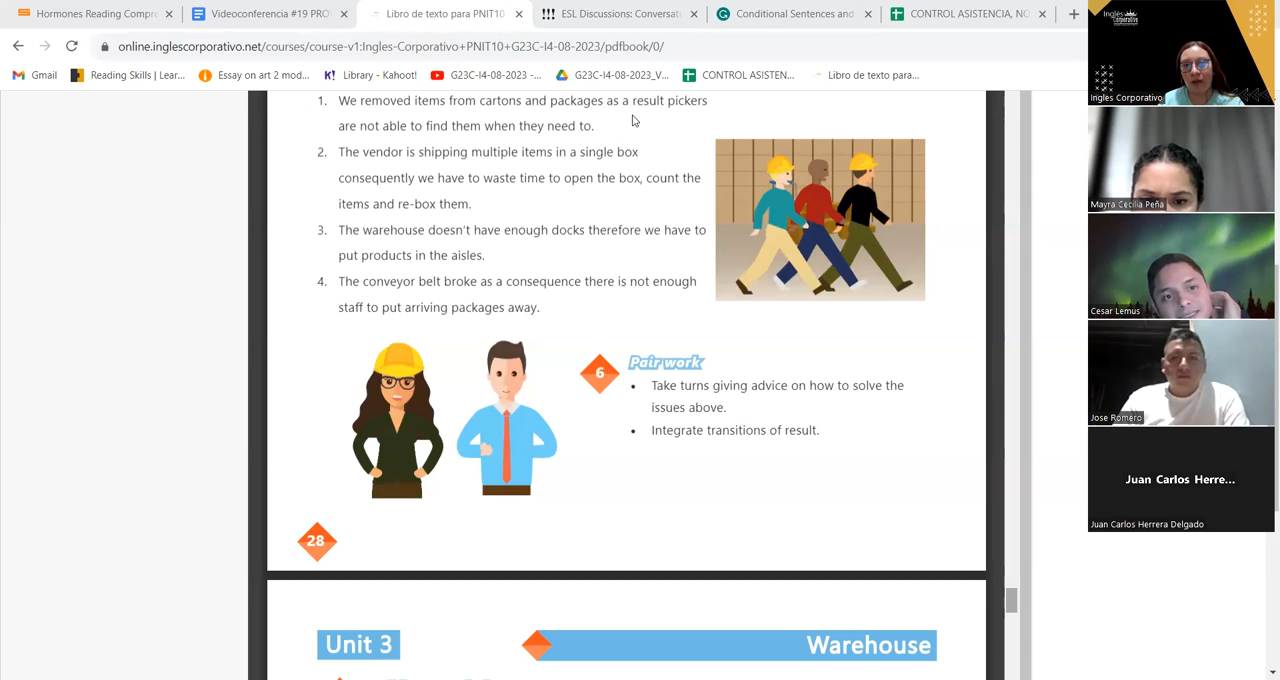 Hormones Reading Compre
Videoconferencia #19 PRO
Libro de texto para PNIT10
ESL Discussions: Conversat
Conditional Sentences and
CONTROL ASISTENCIA, NO
online.inglescorporativo.net/courses/course-v1:Ingles-Corporativo+PNIT10+G23C-I4-08-2023/pdfbook/0/
Gmail
Reading Skills | Lear...
Essay on art 2 mod...
Library - Kahoot!
G23C-I4-08-2023 -...
G23C-I4-08-2023_V...
CONTROL ASISTEN...
Libro de texto para...
1. We removed items from cartons and packages as a result pickers
are not able to find them when they need to.
2. The vendor is shipping multiple items in a single box
consequently we have to waste time to open the box, count the
items and re-box them.
3. The warehouse doesn't have enough docks therefore we have to
put products in the aisles.
4. The conveyor belt broke as a consequence there is not enough
staff to put arriving packages away.
6
Pair work
• Take turns giving advice on how to solve the
issues above.
• Integrate transitions of result.
28
Unit 3
Warehouse
Inglés
Corporativo
Ingles Corporativo
Mayra Cecilia Peña
Cesar Lemus
Jose Romero
Juan Carlos Herre...
Juan Carlos Herrera Delgado